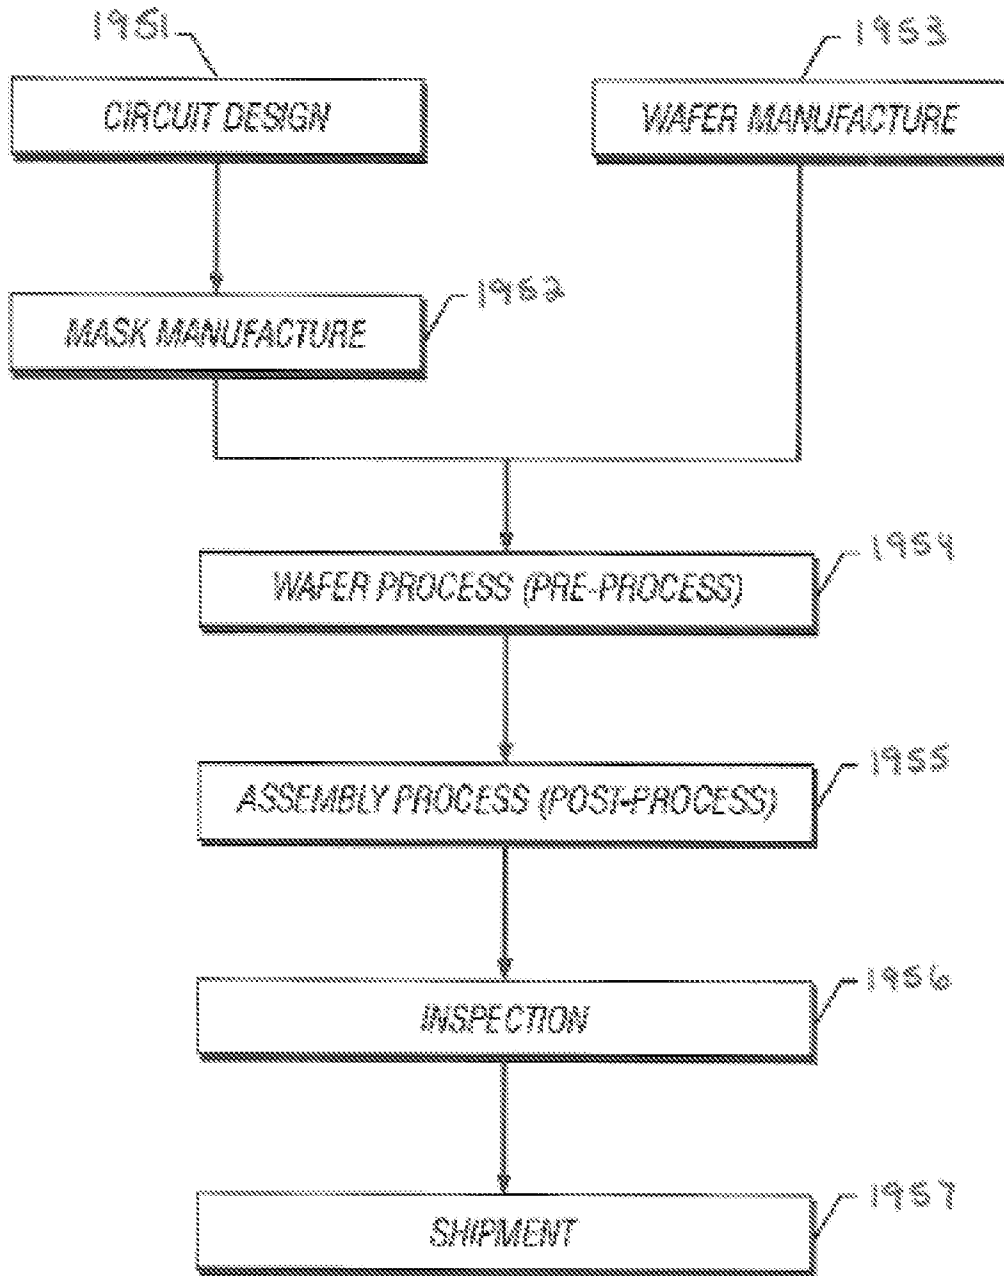 1951
1953
CIRCUIT DESIGN
WAFER MANUFACTURE
1952
MASK MANUFACTURE
1954
WAFER PROCESS (PRE-PROCESS)
1955
ASSEMBLY PROCESS (POST-PROCESS)
1956
INSPECTION
1957
SHIPMENT